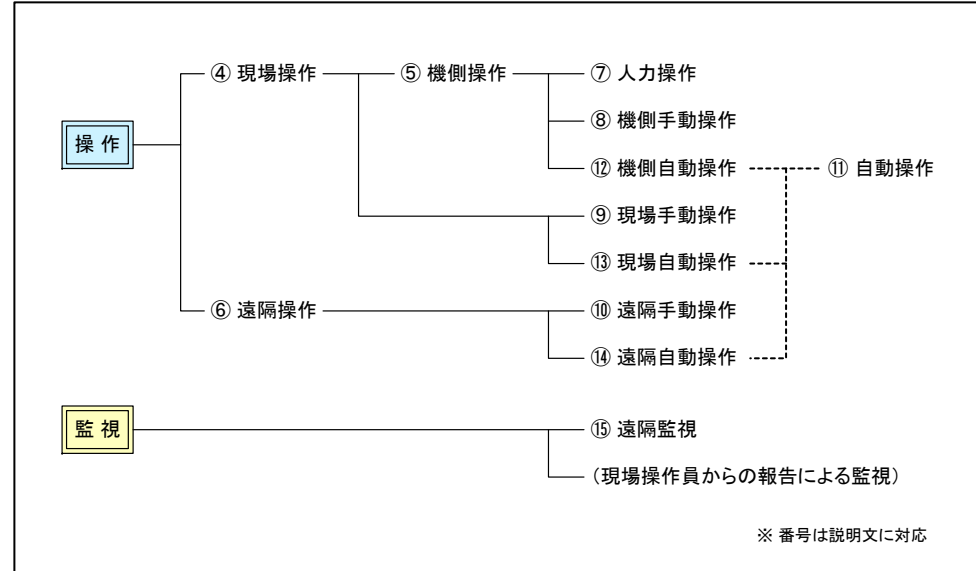 ④ 現場操作 ⑤ 機側操作 ⑦ 人力操作
⑧ 機側手動操作
操 作
⑫ 機側自動操作 ⑪ 自動操作
⑨ 現場手動操作
⑬ 現場自動操作
⑥ 遠隔操作 ⑩ 遠隔手動操作
⑭ 遠隔自動操作
監 視 ⑮ 遠隔監視
(現場操作員からの報告による監視)
※ 番号は説明文に対応